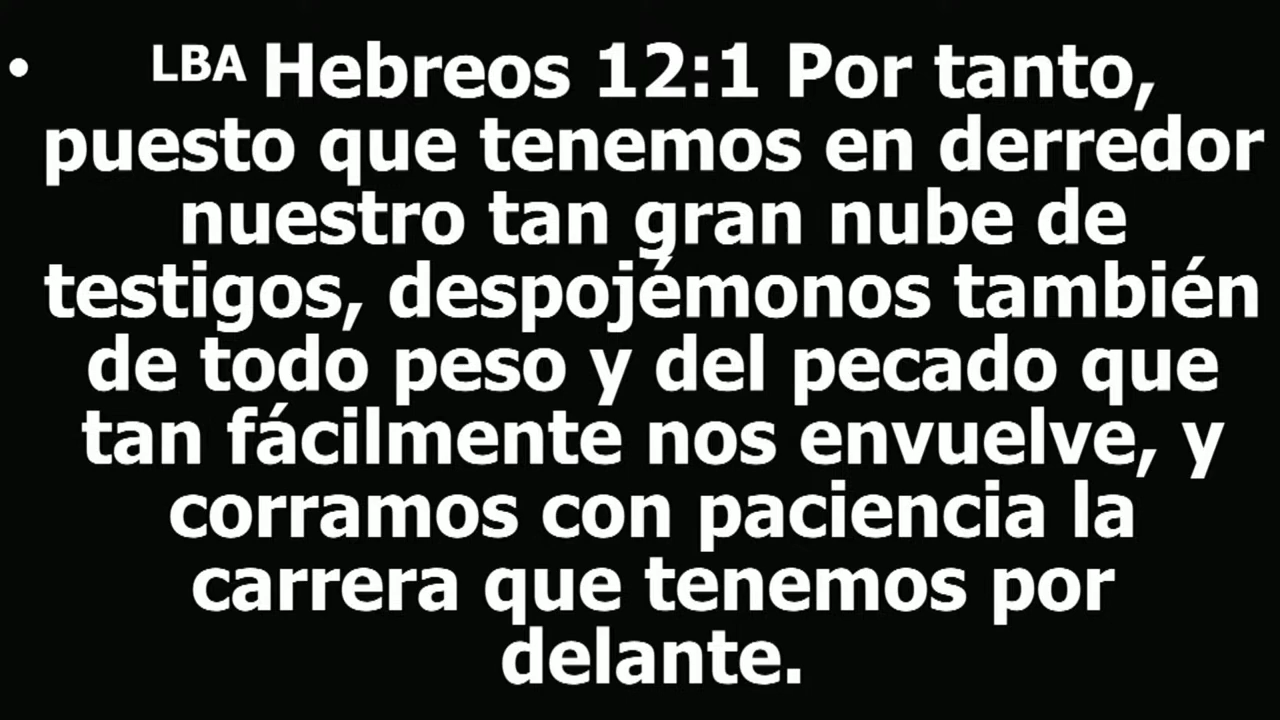 • LBA Hebreos 12:1 Por tanto,
puesto que tenemos en derredor
nuestro tan gran nube de
testigos, despojémonos también
de todo peso y del pecado que
tan fácilmente nos envuelve, y
corramos con paciencia la
carrera que tenemos por
delante.